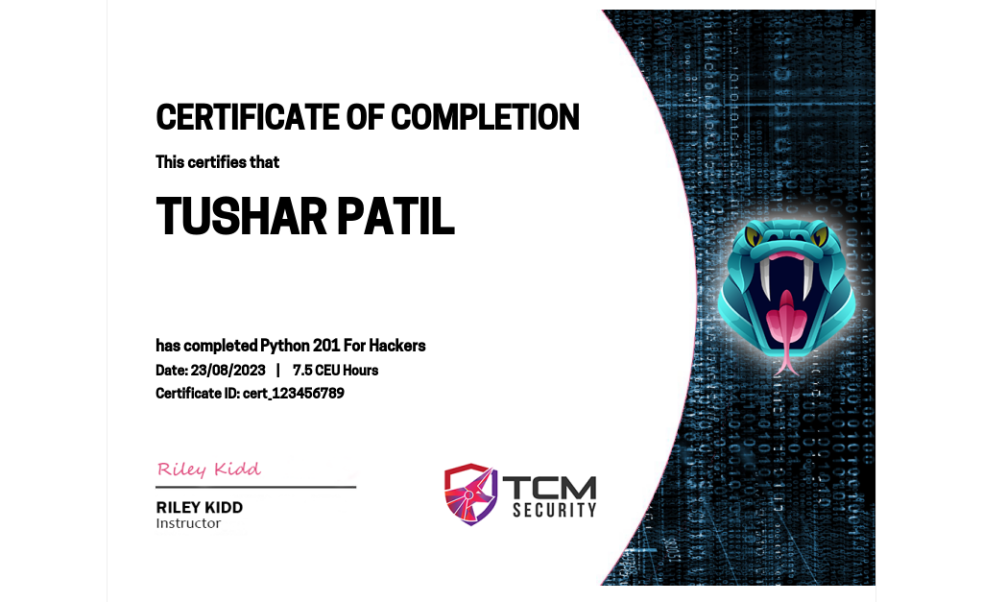 CERTIFICATE OF COMPLETION
This certifies that
TUSHAR PATIL
has completed Python 201 For Hackers
Date: 23/08/2023 | 7.5 CEU Hours
Certificate ID: cert_123456789
Riley Kidd
RILEY KIDD
Instructor
TCM
SECURITY